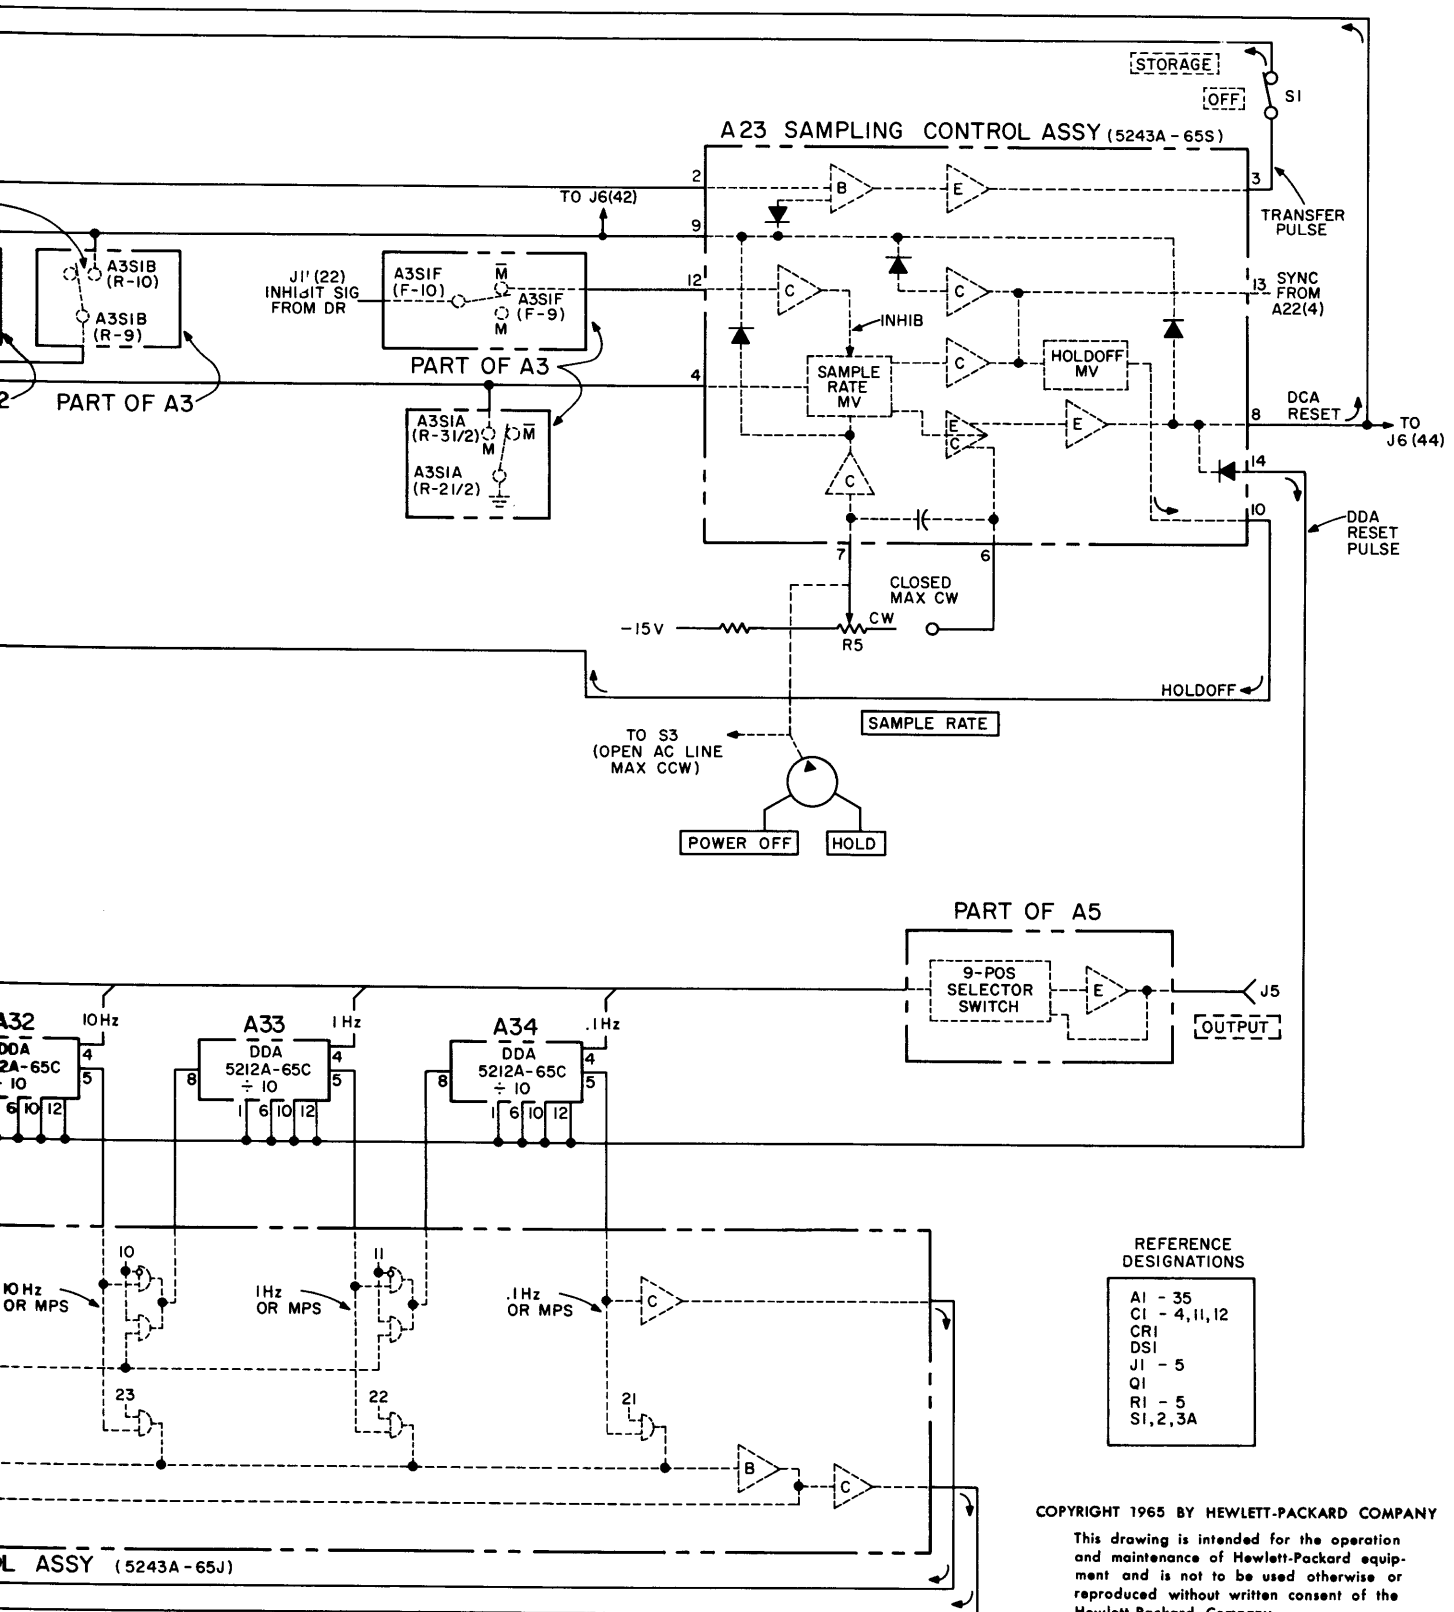 STORAGE
OFF
S1
A23 SAMPLING CONTROL ASSY (5243A-65S)
2
B
E
3
TRANSFER
PULSE
TO J6(42)
9
A3S1B
(R-10)
A3S1B
(R-9)
PART OF A3
2
(22)
INHIBIT SIG
FROM DR
A3S1F
(F-10)
M̅
A3S1F
(F-9)
M
PART OF A3
12
C
INHIB
C
13
SYNC
FROM
A22(4)
SAMPLE
RATE
MV
C
HOLDOFF
MV
4
A3S1A
(R-31/2)
M
M̅
A3S1A
(R-21/2)
E
C
E
8
DCA
RESET
TO
J6(44)
C
14
10
DDA
RESET
PULSE
7
6
CLOSED
MAX CW
-15V
R5
CW
HOLDOFF
SAMPLE RATE
TO S3
(OPEN AC LINE
MAX CCW)
POWER OFF
HOLD
PART OF A5
9-POS
SELECTOR
SWITCH
E
J5
OUTPUT
A32
10Hz
DDA
2A-65C
÷ 10
4
5
6
10
12
A33
1Hz
DDA
5212A-65C
÷ 10
8
4
5
1
6
10
12
A34
.1Hz
DDA
5212A-65C
÷ 10
8
4
5
1
6
10
12
10
10 Hz
OR MPS
11
1Hz
OR MPS
.1Hz
OR MPS
C
23
22
21
B
C
L ASSY (5243A-65J)
REFERENCE
DESIGNATIONS
A1 - 35
C1 - 4,11,12
CR1
DS1
J1 - 5
Q1
R1 - 5
S1,2,3A
COPYRIGHT 1965 BY HEWLETT-PACKARD COMPANY
This drawing is intended for the operation
and maintenance of Hewlett-Packard equip-
ment and is not to be used otherwise or
reproduced without written consent of the
Hewlett-Packard Company